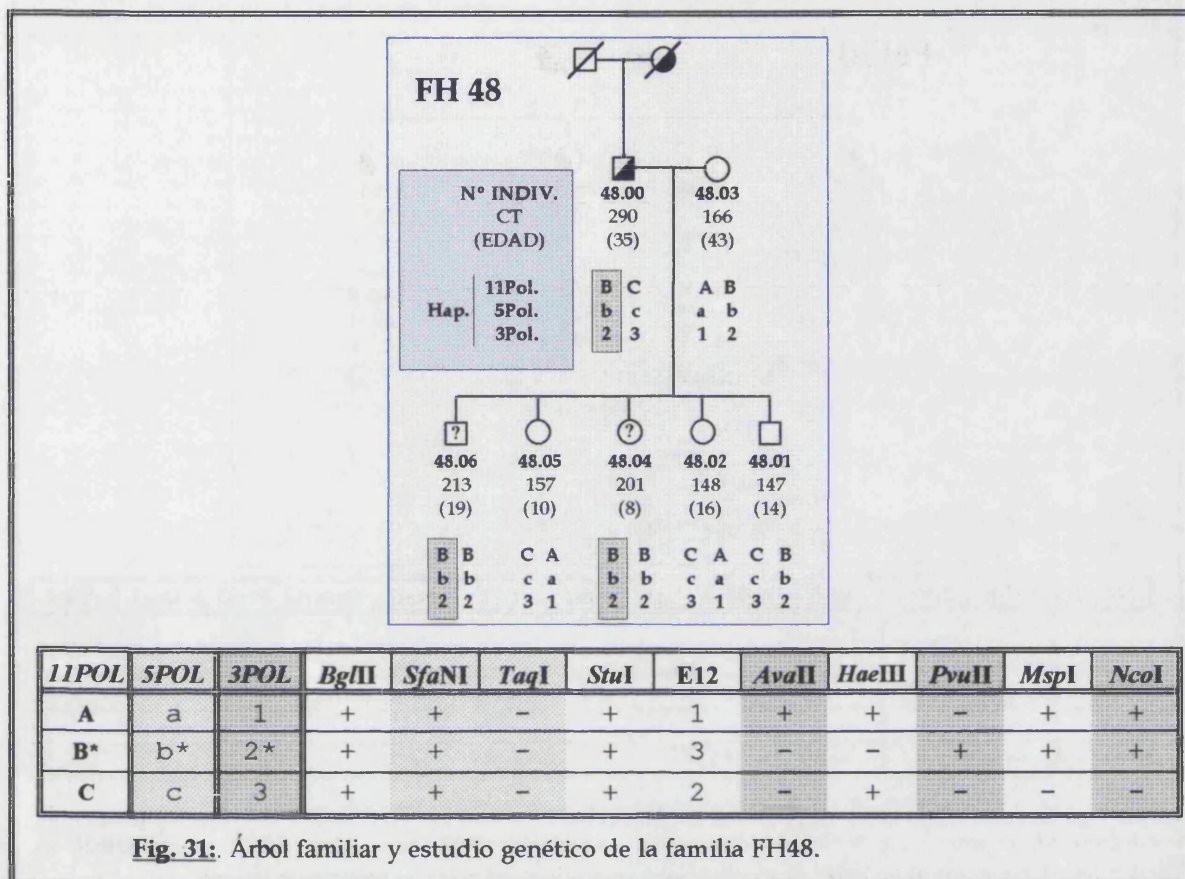 FH 48
Nº INDIV. 48.00 48.03
CT 290 166
(EDAD) (35) (43)
11Pol. B C A B
Hap. 5Pol. b c a b
3Pol. 2 3 1 2
? ?
48.06 48.05 48.04 48.02 48.01
213 157 201 148 147
(19) (10) (8) (16) (14)
B B C A B B C A C B
b b c a b b c a c b
2 2 3 1 2 2 3 1 3 2
11POL 5POL 3POL BglII SfaNI TaqI StuI E12 AvaII HaeIII PvuII MspI NcoI
A a 1 + + − + 1 + + − + +
B* b* 2* + + − + 3 − − + + +
C c 3 + + − + 2 − + − − −
Fig. 31:. Árbol familiar y estudio genético de la familia FH48.